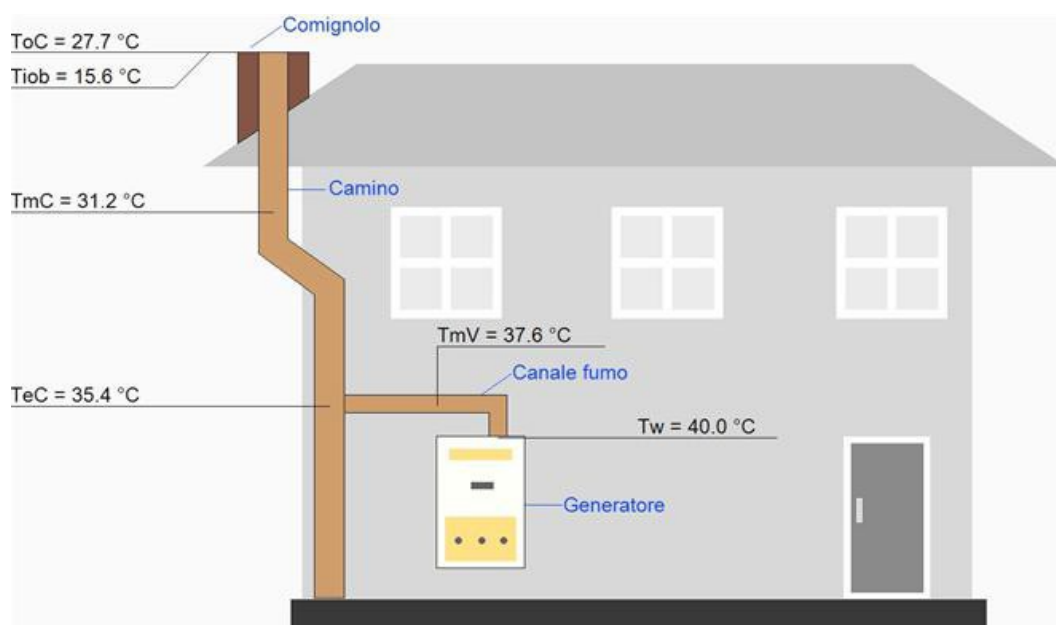 Comignolo
ToC = 27.7 °C
Tiob = 15.6 °C
Camino
TmC = 31.2 °C
TmV = 37.6 °C
Canale fumo
TeC = 35.4 °C
Tw = 40.0 °C
Generatore